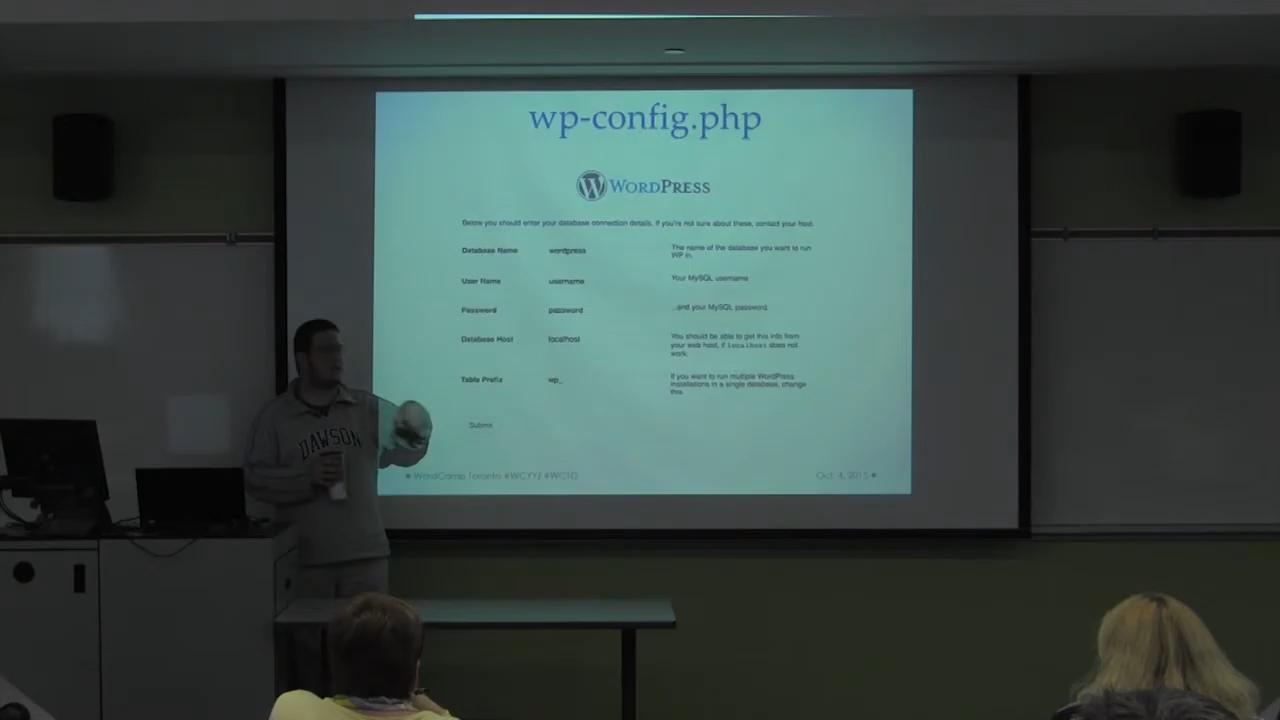 wp-config.php
WORDPRESS
Below you should enter your database connection details. If you're not sure about these, contact your host.
Database Name wordpress The name of the database you want to run
WP in.
User Name username Your MySQL username
Password password ...and your MySQL password.
Database Host localhost You should be able to get this info from
your web host, if localhost does not
work.
Table Prefix wp_ If you want to run multiple WordPress
installations in a single database, change
this.
Submit
WordCamp Toronto #WCYYZ #WCTO Oct. 4, 2015
DAWSON